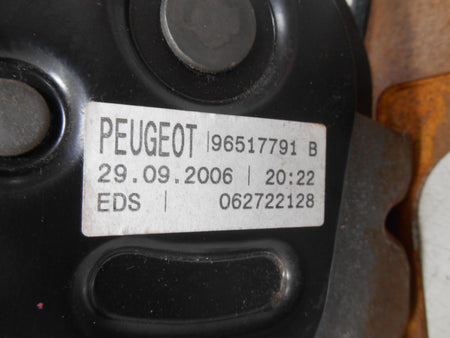 PEUGEOT | 96517791 B
29.09.2006 | 20:22
EDS | 062722128